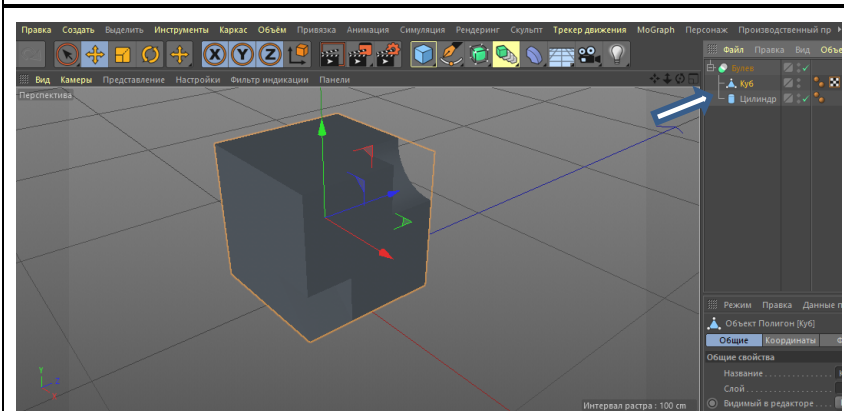 Правка Создать Выделить Инструменты Каркас Объём Привязка Анимация Симуляция Рендеринг Скульпт Трекер движения MoGraph Персонаж Производственный пр
Файл Правка Вид Объе
X Y Z
Вид Камеры Представление Настройки Фильтр индикации Панели
Перспектива
Булев
Куб
Цилиндр
Y
Z
X
Интервал растра : 100 cm
Режим Правка Данные п
Объект Полигон [Куб]
Общие Координаты Ф
Общие свойства
Название
Слой
Видимый в редакторе